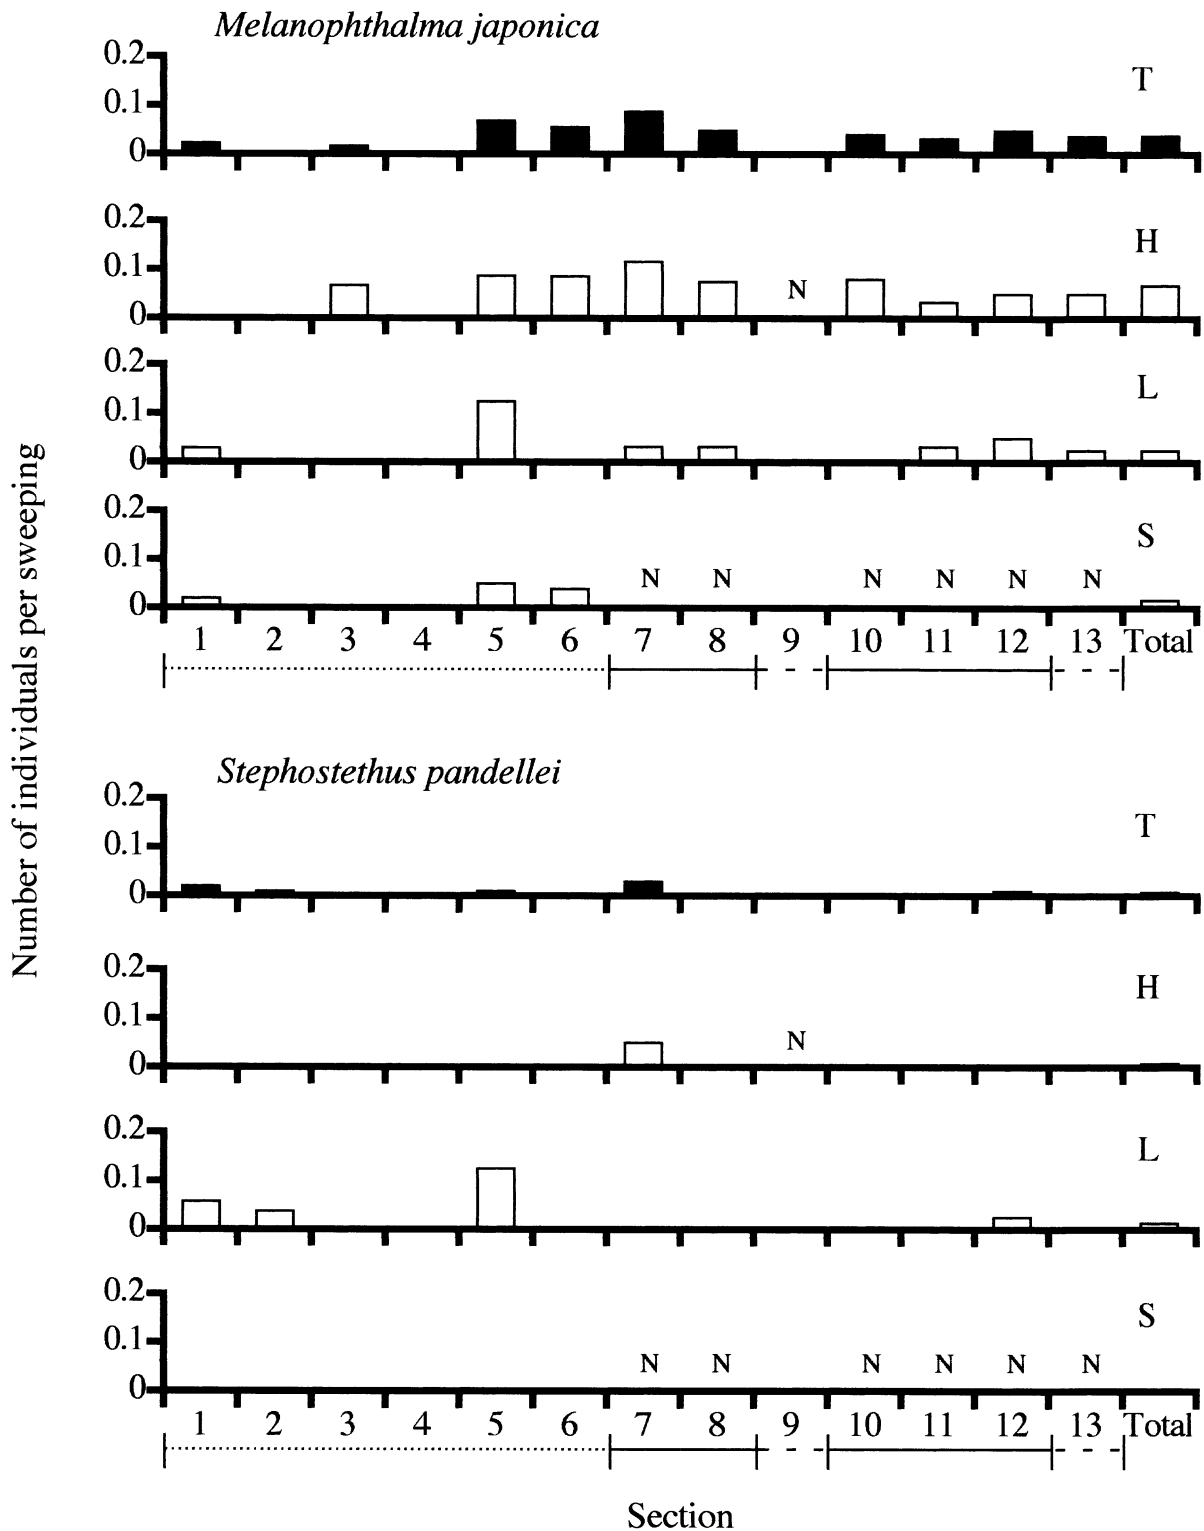 Melanophthalma japonica
0.2
T
0.1
0
0.2
H
0.1
N
0
0.2
L
0.1
0
0.2
S
0.1
N N N N N N
0
1 2 3 4 5 6 7 8 9 10 11 12 13 Total
Number of individuals per sweeping
Stephostethus pandellei
0.2
T
0.1
0
0.2
H
0.1
N
0
0.2
L
0.1
0
0.2
S
0.1
N N N N N N
0
1 2 3 4 5 6 7 8 9 10 11 12 13 Total
Section